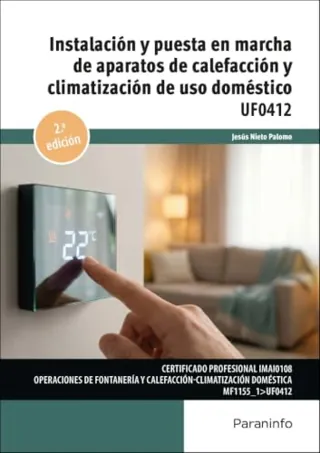 Instalación y puesta en marcha
de aparatos de calefacción y
climatización de uso doméstico
UF0412
2.ª
edición
Jesús Nieto Palomo
22°C
CERTIFICADO PROFESIONAL IMAI0108
OPERACIONES DE FONTANERÍA Y CALEFACCIÓN-CLIMATIZACIÓN DOMÉSTICA
MF1155_1>UF0412
Paraninfo